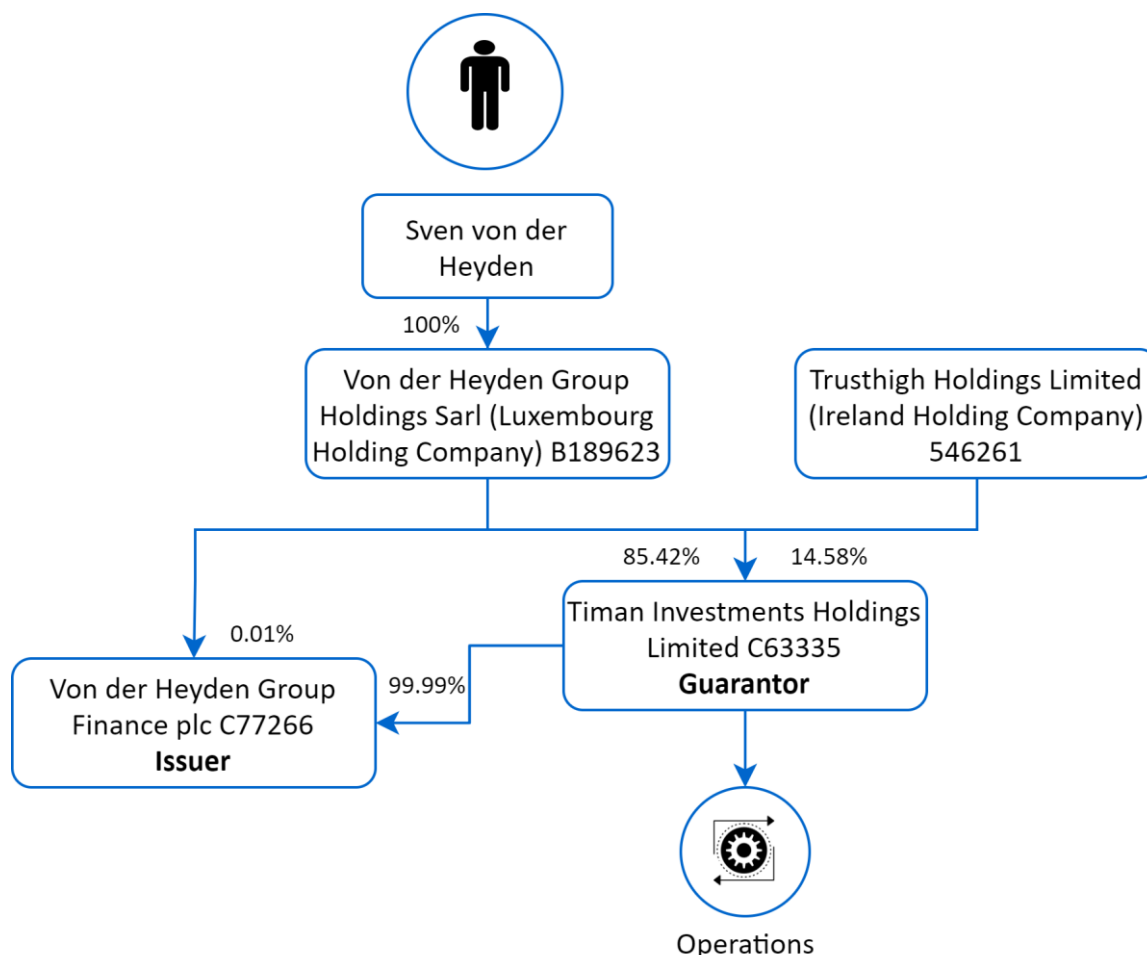 Sven von der
Heyden
100%
Von der Heyden Group
Holdings Sarl (Luxembourg
Holding Company) B189623
Trusthigh Holdings Limited
(Ireland Holding Company)
546261
85.42%
14.58%
Timan Investments Holdings
Limited C63335
Guarantor
0.01%
99.99%
Von der Heyden Group
Finance plc C77266
Issuer
Operations